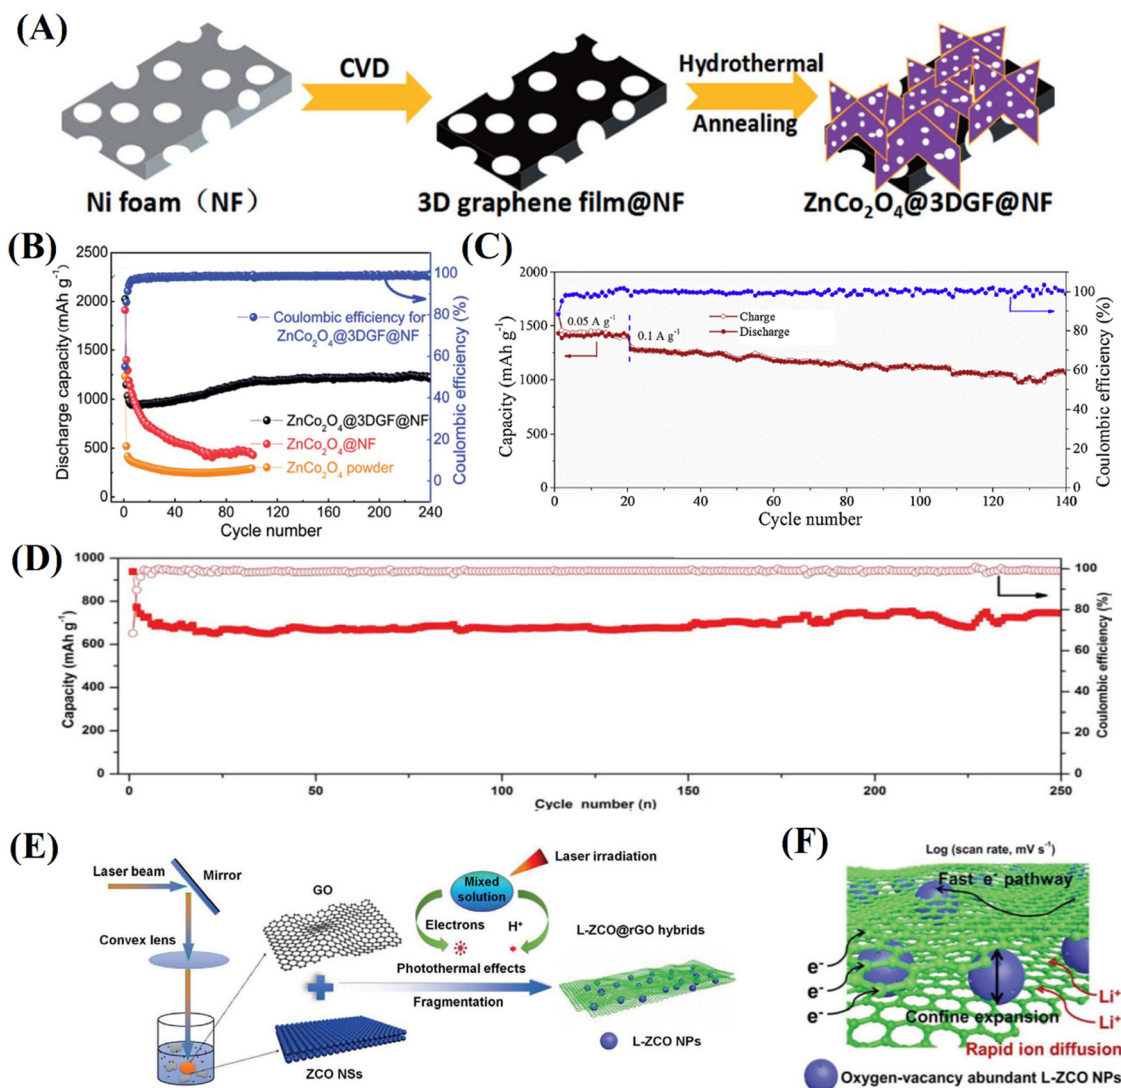 (A)
CVD
Hydrothermal
Annealing
Ni foam（NF）
3D graphene film@NF
ZnCo2O4@3DGF@NF
(B)
2500
2250
2000
1500
1000
500
0
Discharge capacity(mAh g-1)
100
80
60
40
20
0
Coulombic efficiency (%)
Coulombic efficiency for
ZnCo2O4@3DGF@NF
ZnCo2O4@3DGF@NF
ZnCo2O4@NF
ZnCo2O4 powder
0 40 80 120 160 200 240
Cycle number
(C)
2000
1500
1000
500
0
Capacity (mAh g-1)
0.05 A g-1
0.1 A g-1
Charge
Discharge
100
80
60
40
20
0
Coulombic efficiency (%)
0 20 40 60 80 100 120 140
Cycle number
(D)
1000
800
600
400
200
0
Capacity (mAh g-1)
100
80
60
40
20
0
Coulombic efficiency (%)
0 50 100 150 200 250
Cycle number (n)
(E)
Laser beam
Mirror
Convex lens
GO
ZCO NSs
Laser irradiation
Mixed
solution
Electrons
H+
L-ZCO@rGO hybrids
Photothermal effects
Fragmentation
L-ZCO NPs
(F)
Log (scan rate, mV s-1)
Fast e- pathway
e-
e-
e-
Li+
Li+
Confine expansion
Rapid ion diffusion
Oxygen-vacancy abundant L-ZCO NPs